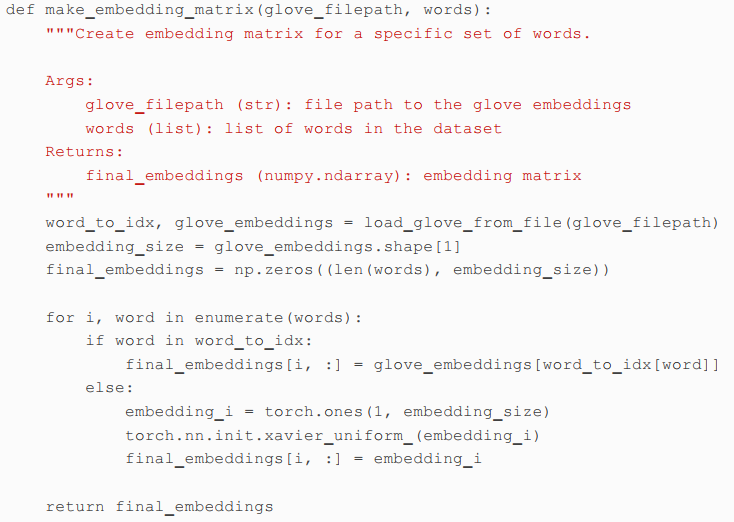 def make_embedding_matrix(glove_filepath, words):
    """Create embedding matrix for a specific set of words.

    Args:
        glove_filepath (str): file path to the glove embeddings
        words (list): list of words in the dataset
    Returns:
        final_embeddings (numpy.ndarray): embedding matrix
    """
    word_to_idx, glove_embeddings = load_glove_from_file(glove_filepath)
    embedding_size = glove_embeddings.shape[1]
    final_embeddings = np.zeros((len(words), embedding_size))

    for i, word in enumerate(words):
        if word in word_to_idx:
            final_embeddings[i, :] = glove_embeddings[word_to_idx[word]]
        else:
            embedding_i = torch.ones(1, embedding_size)
            torch.nn.init.xavier_uniform_(embedding_i)
            final_embeddings[i, :] = embedding_i

    return final_embeddings